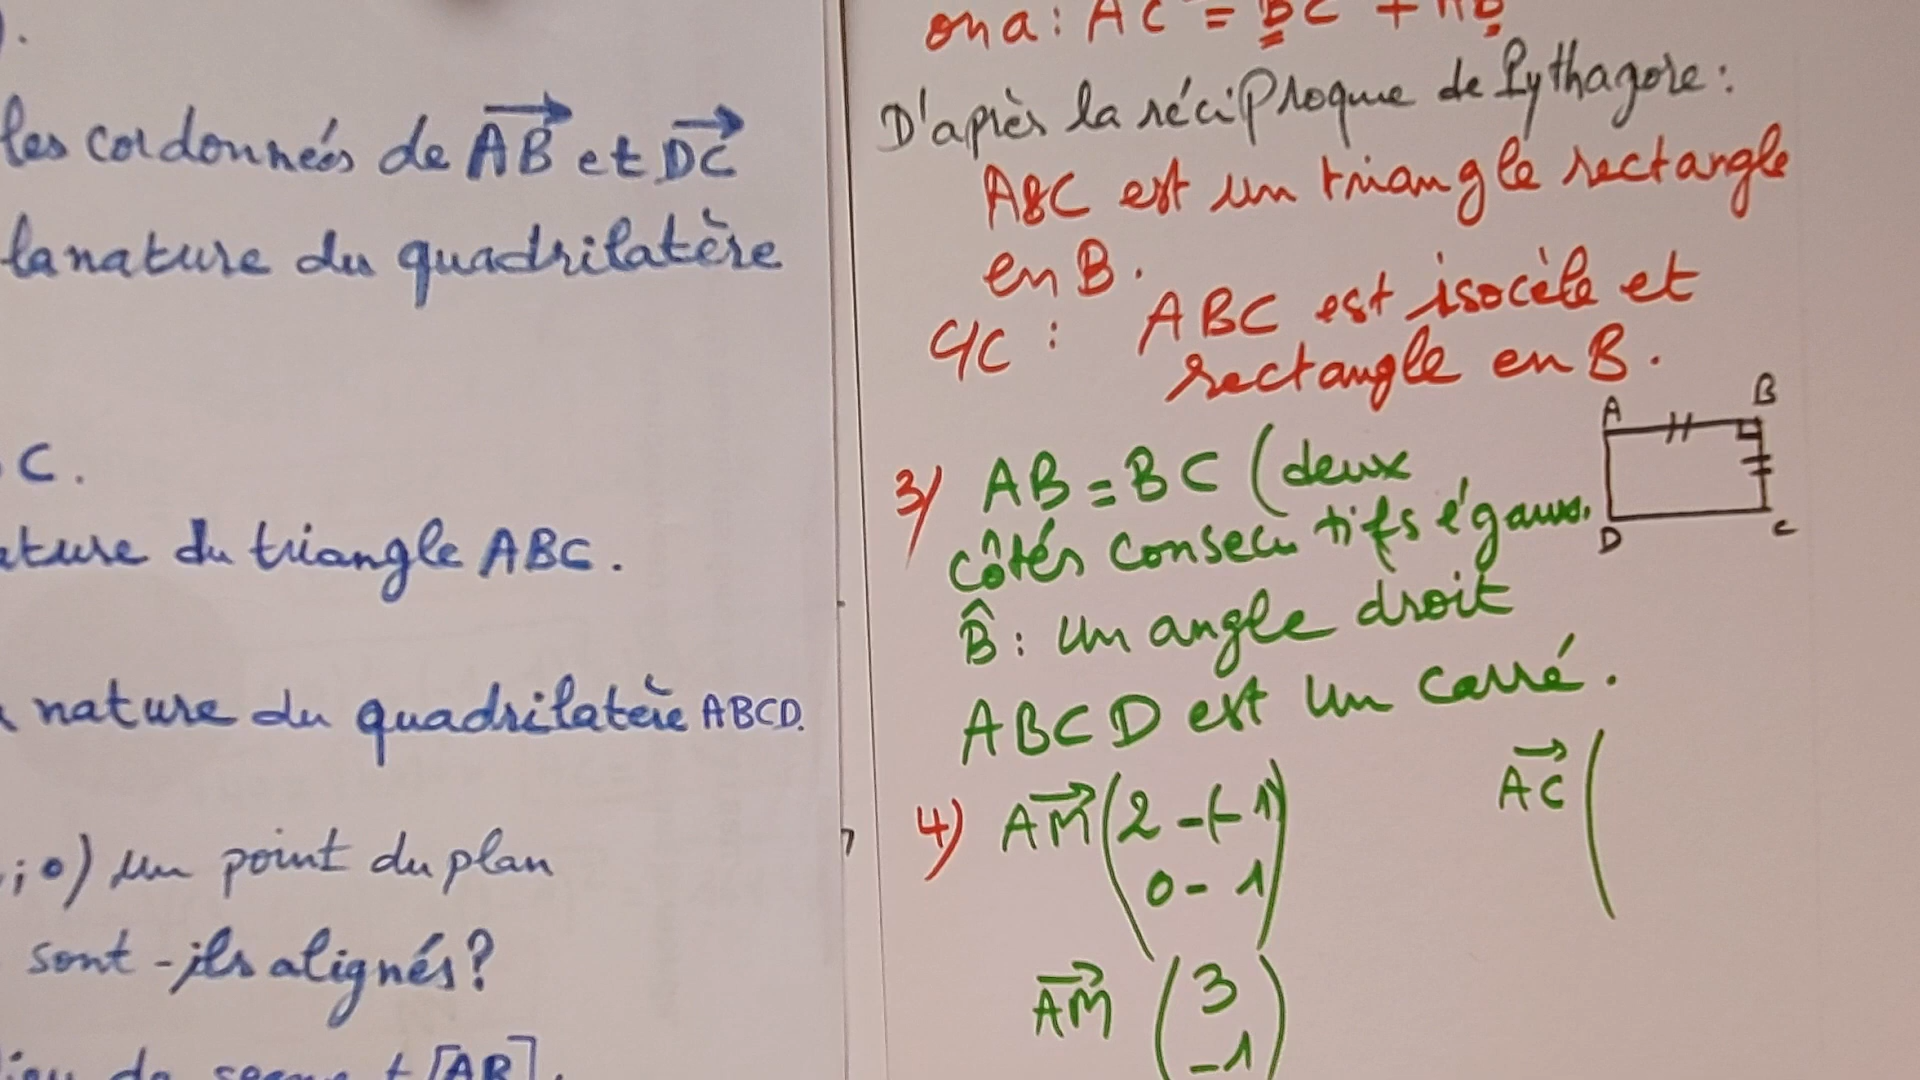 les cordonnées de AB et DC
la nature du quadrilatère
C.
ture du triangle ABC.
nature du quadrilatère ABCD.
; 0) un point du plan
sont-ils alignés?
[AB].
on a : AC = BC + AB
D'après la réciproque de Pythagore :
ABC est un triangle rectangle
en B.
C/C : ABC est isocèle et
rectangle en B.
A B
D C
3) AB = BC (deux
côtés consecutifs égaux.
B̂ : un angle droit
ABCD est un carré.
4) AM (2 - (-1)
0 - 1)
AC (
AM (3
-1)